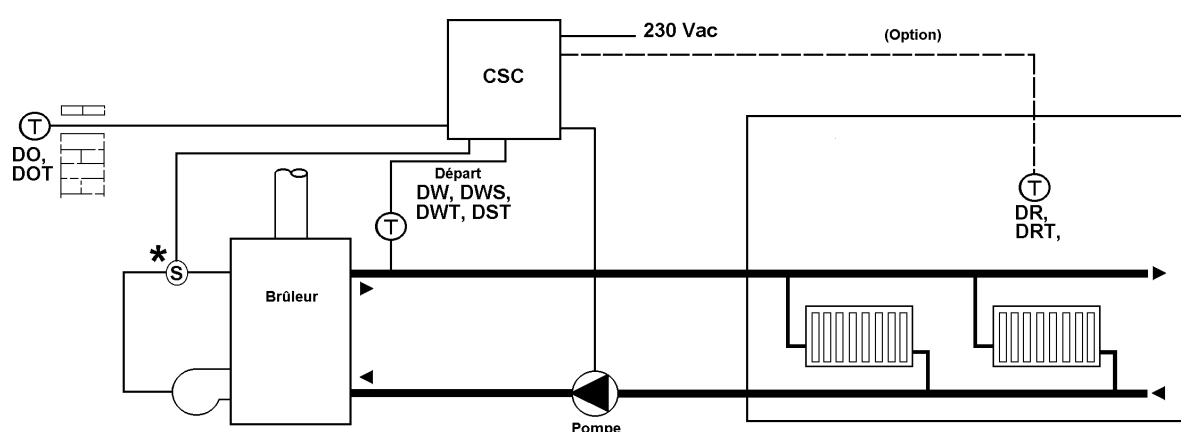 230 Vac
(Option)
CSC
T
DO,
DOT
Départ
DW, DWS,
DWT, DST
T
T
DR,
DRT,
*
S
Brûleur
Pompe